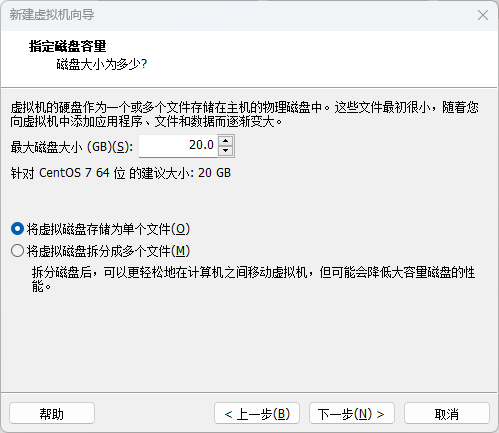 新建虚拟机向导
指定磁盘容量
磁盘大小为多少?
虚拟机的硬盘作为一个或多个文件存储在主机的物理磁盘中。这些文件最初很小，随着您
向虚拟机中添加应用程序、文件和数据而逐渐变大。
最大磁盘大小 (GB)(S): 20.0
针对 CentOS 7 64 位 的建议大小: 20 GB
将虚拟磁盘存储为单个文件(O)
将虚拟磁盘拆分成多个文件(M)
拆分磁盘后，可以更轻松地在计算机之间移动虚拟机，但可能会降低大容量磁盘的性
能。
帮助 < 上一步(B) 下一步(N) > 取消